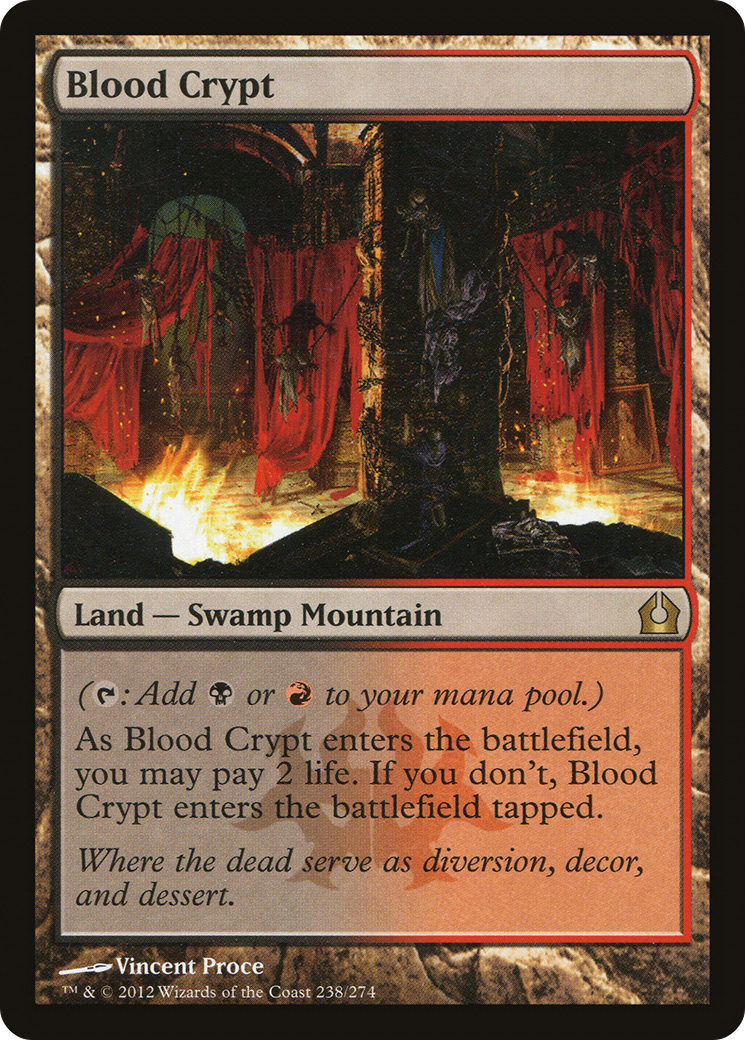 Blood Crypt
Land — Swamp Mountain
(: Add or to your mana pool.)
As Blood Crypt enters the battlefield,
you may pay 2 life. If you don't, Blood
Crypt enters the battlefield tapped.
Where the dead serve as diversion, decor,
and dessert.
Vincent Proce
™ & © 2012 Wizards of the Coast 238/274